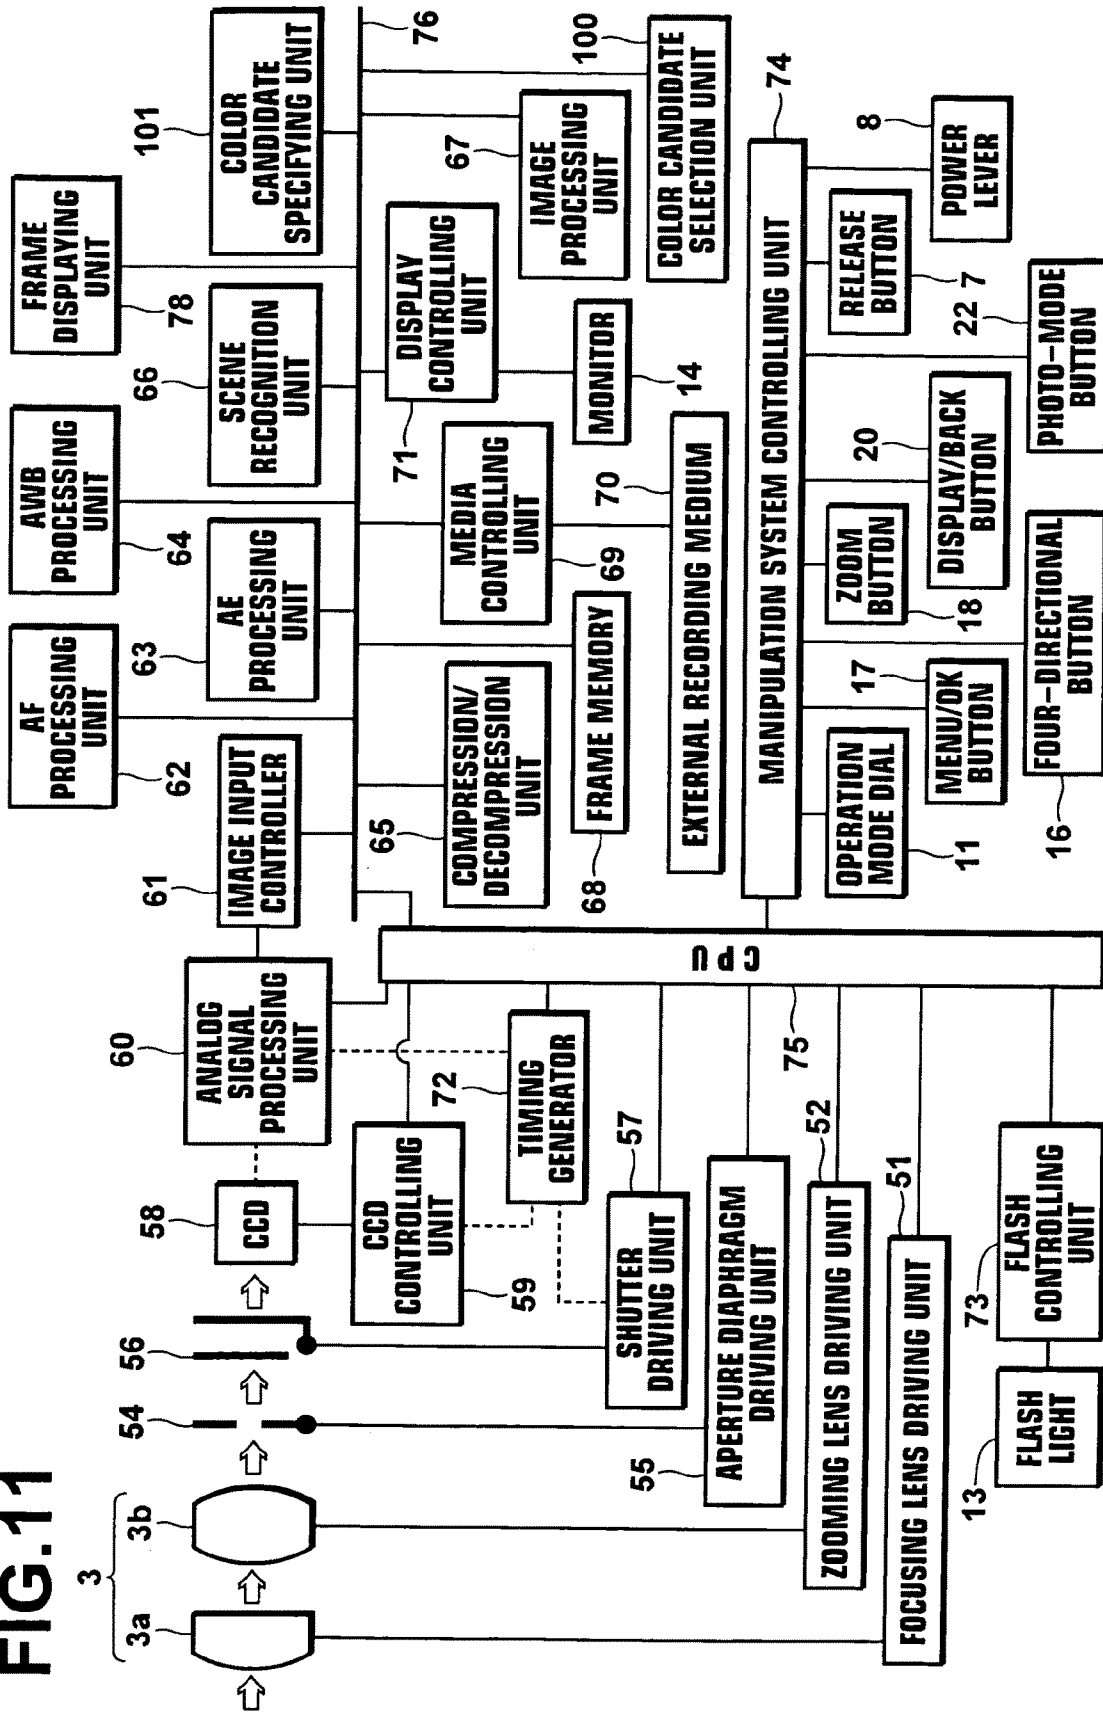 FIG.11
3
3a
3b
54
56
58
CCD
60
ANALOG
SIGNAL
PROCESSING
UNIT
61
IMAGE INPUT
CONTROLLER
62
AF
PROCESSING
UNIT
63
AE
PROCESSING
UNIT
64
AWB
PROCESSING
UNIT
66
SCENE
RECOGNITION
UNIT
78
FRAME
DISPLAYING
UNIT
101
COLOR
CANDIDATE
SPECIFYING UNIT
76
65
COMPRESSION/
DECOMPRESSION
UNIT
68
FRAME MEMORY
MEDIA
CONTROLLING
UNIT
69
70
EXTERNAL RECORDING MEDIUM
71
DISPLAY
CONTROLLING
UNIT
MONITOR
14
67
IMAGE
PROCESSING
UNIT
100
COLOR CANDIDATE
SELECTION UNIT
CCD
CONTROLLING
UNIT
59
72
TIMING
GENERATOR
57
SHUTTER
DRIVING UNIT
55
APERTURE DIAPHRAGM
DRIVING UNIT
52
ZOOMING LENS DRIVING UNIT
51
FOCUSING LENS DRIVING UNIT
13
FLASH
LIGHT
73
FLASH
CONTROLLING
UNIT
CPU
75
74
MANIPULATION SYSTEM CONTROLLING UNIT
OPERATION
MODE DIAL
11
17
MENU/OK
BUTTON
16
FOUR-DIRECTIONAL
BUTTON
ZOOM
BUTTON
18
20
DISPLAY/BACK
BUTTON
22
PHOTO-MODE
BUTTON
RELEASE
BUTTON
7
8
POWER
LEVER